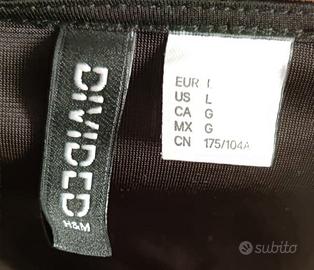 DIVIDED
H&M
EUR L
US L
CA G
MX G
CN 175/104A
subito